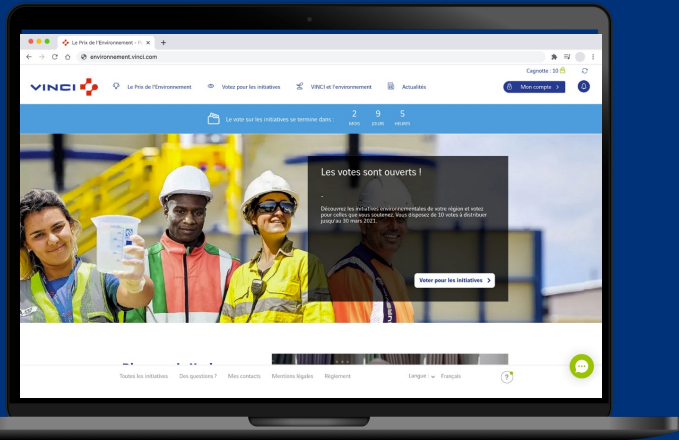 Le Prix de l'Environnement - Po
environnement.vinci.com
Cagnotte : 10
VINCI
Le Prix de l'Environnement
Votez pour les initiatives
VINCI et l'environnement
Actualités
Mon compte >
Le vote sur les initiatives se termine dans :
2 9 5
MOIS JOURS HEURES
Les votes sont ouverts !
Découvrez les intiatives environnementales de votre région et votez
pour celles que vous soutenez. Vous disposez de 10 votes à distribuer
jusqu'au 30 mars 2021.
Voter pour les initiatives >
Toutes les initiatives
Des questions ?
Mes contacts
Mentions légales
Règlement
Langue :
Français
?